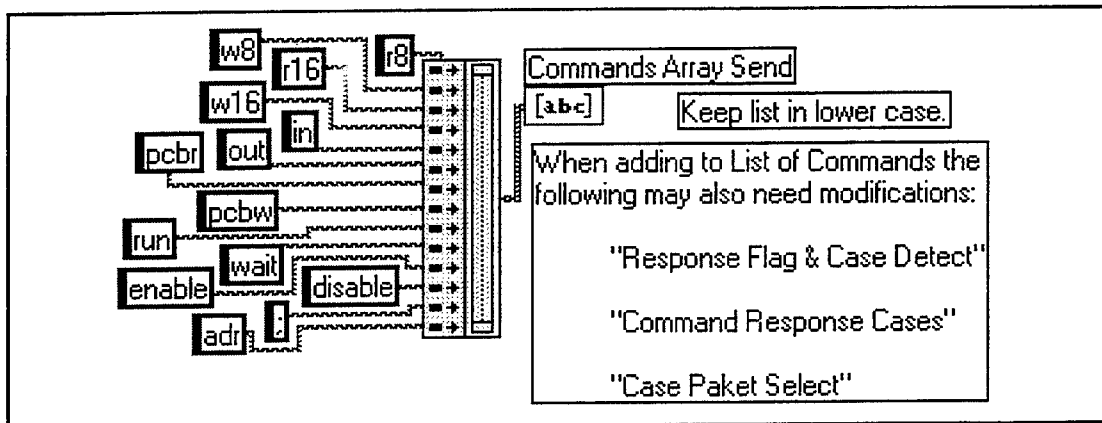 w8
r8
r16
w16
in
out
pcbr
pcbw
run
wait
enable
disable
;
adr
Commands Array Send
[abc]
Keep list in lower case.
When adding to List of Commands the
following may also need modifications:
"Response Flag & Case Detect"
"Command Response Cases"
"Case Paket Select"